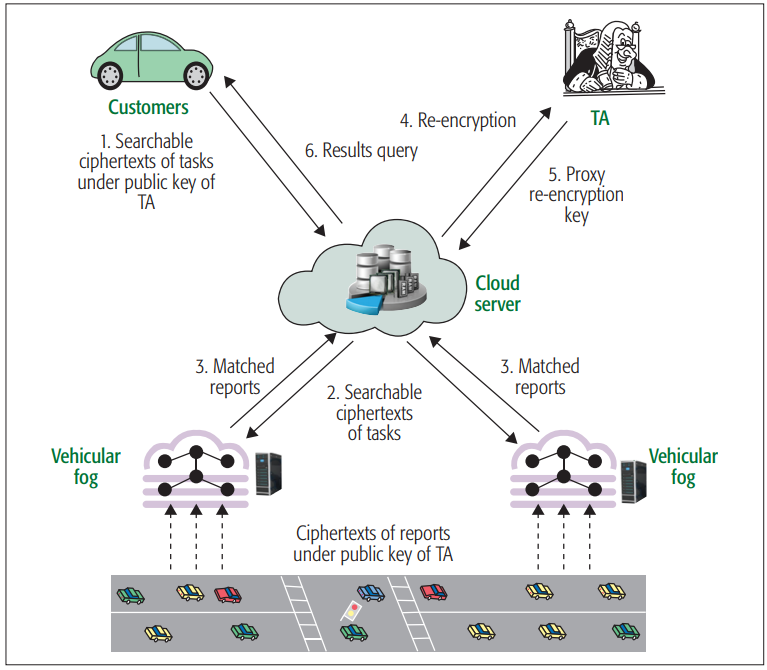 Customers
1. Searchable
ciphertexts of tasks
under public key of
TA
6. Results query
4. Re-encryption
TA
5. Proxy
re-encryption
key
Cloud
server
3. Matched
reports
2. Searchable
ciphertexts
of tasks
3. Matched
reports
Vehicular
fog
Vehicular
fog
Ciphertexts of reports
under public key of TA